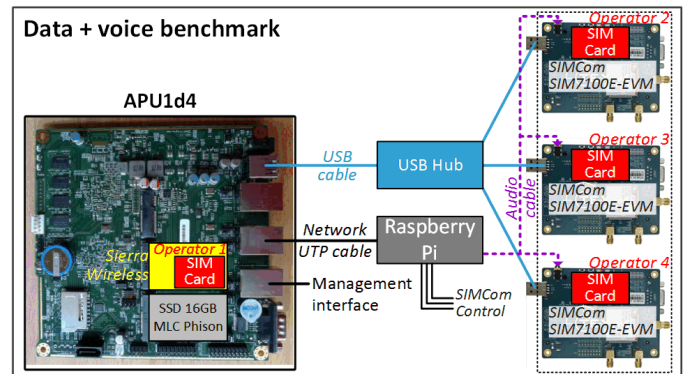 Data + voice benchmark
APU1d4
Sierra
Wireless
Operator 1
SIM
Card
SSD 16GB
MLC Phison
USB
cable
USB Hub
Network
UTP cable
Raspberry
Pi
Management
interface
SIMCom
Control
Audio
cable
Operator 2
SIM
Card
SIMCom
SIM7100E-EVM
Operator 3
SIM
Card
SIMCom
SIM7100E-EVM
Operator 4
SIM
Card
SIMCom
SIM7100E-EVM